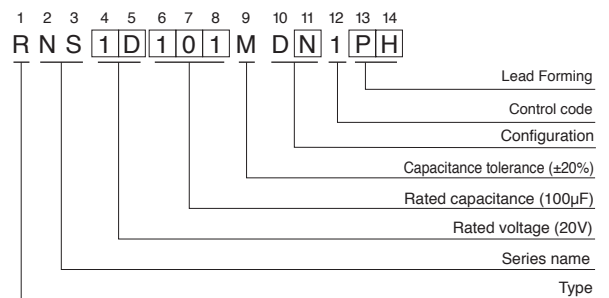 1 2 3 4 5 6 7 8 9 10 11 12 13 14
R N S 1 D 1 0 1 M D N 1 P H
Lead Forming
Control code
Configuration
Capacitance tolerance (±20%)
Rated capacitance (100µF)
Rated voltage (20V)
Series name
Type